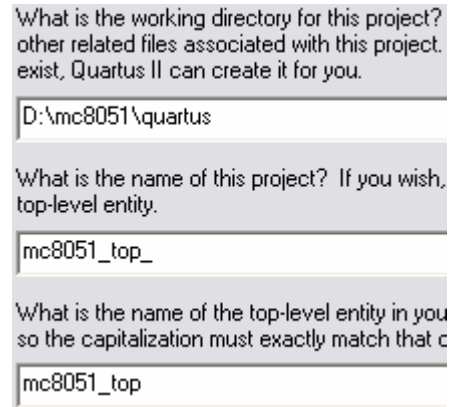 What is the working directory for this project?
other related files associated with this project.
exist, Quartus II can create it for you.
D:\mc8051\quartus
What is the name of this project? If you wish,
top-level entity.
mc8051_top_
What is the name of the top-level entity in you
so the capitalization must exactly match that
mc8051_top